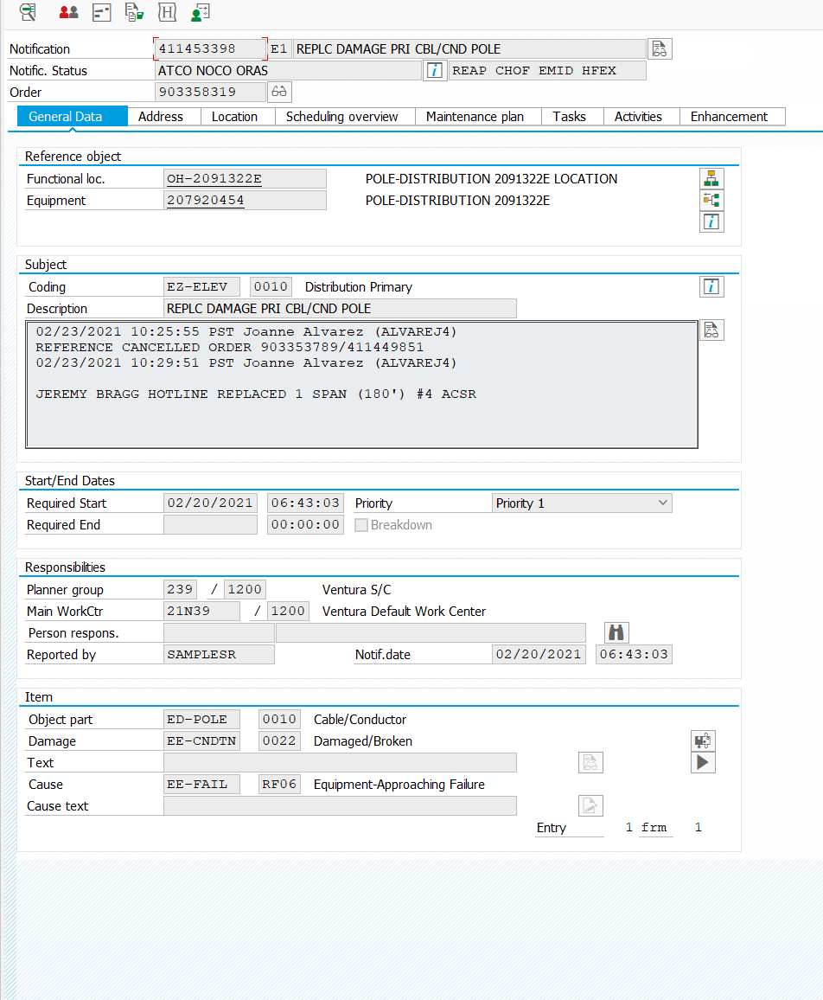 Notification 411453398 E1 REPLC DAMAGE PRI CBL/CND POLE
Notific. Status ATCO NOCO ORAS i REAP CHOF EMID HFEX
Order 903358319
General Data Address Location Scheduling overview Maintenance plan Tasks Activities Enhancement
Reference object
Functional loc. OH-2091322E POLE-DISTRIBUTION 2091322E LOCATION
Equipment 207920454 POLE-DISTRIBUTION 2091322E
i
Subject
Coding EZ-ELEV 0010 Distribution Primary i
Description REPLC DAMAGE PRI CBL/CND POLE
02/23/2021 10:25:55 PST Joanne Alvarez (ALVAREJ4)
REFERENCE CANCELLED ORDER 903353789/411449851
02/23/2021 10:29:51 PST Joanne Alvarez (ALVAREJ4)
JEREMY BRAGG HOTLINE REPLACED 1 SPAN (180') #4 ACSR
Start/End Dates
Required Start 02/20/2021 06:43:03 Priority Priority 1
Required End 00:00:00 Breakdown
Responsibilities
Planner group 239 / 1200 Ventura S/C
Main WorkCtr 21N39 / 1200 Ventura Default Work Center
Person respons.
Reported by SAMPLESR Notif.date 02/20/2021 06:43:03
Item
Object part ED-POLE 0010 Cable/Conductor
Damage EE-CNDTN 0022 Damaged/Broken
Text
Cause EE-FAIL RF06 Equipment-Approaching Failure
Cause text
Entry 1 frm 1